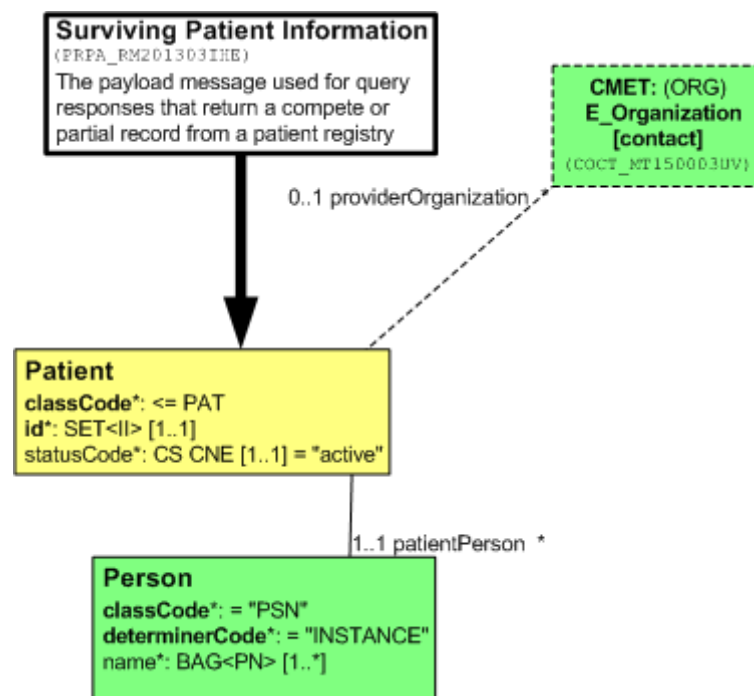 Surviving Patient Information
(PRPA_RM201303IHE)
The payload message used for query
responses that return a compete or
partial record from a patient registry
CMET: (ORG)
E_Organization
[contact]
(COCT_MT150003UV)
0..1 providerOrganization *
Patient
classCode*: <= PAT
id*: SET<II> [1..1]
statusCode*: CS CNE [1..1] = "active"
1..1 patientPerson *
Person
classCode*: = "PSN"
determinerCode*: = "INSTANCE"
name*: BAG<PN> [1..*]